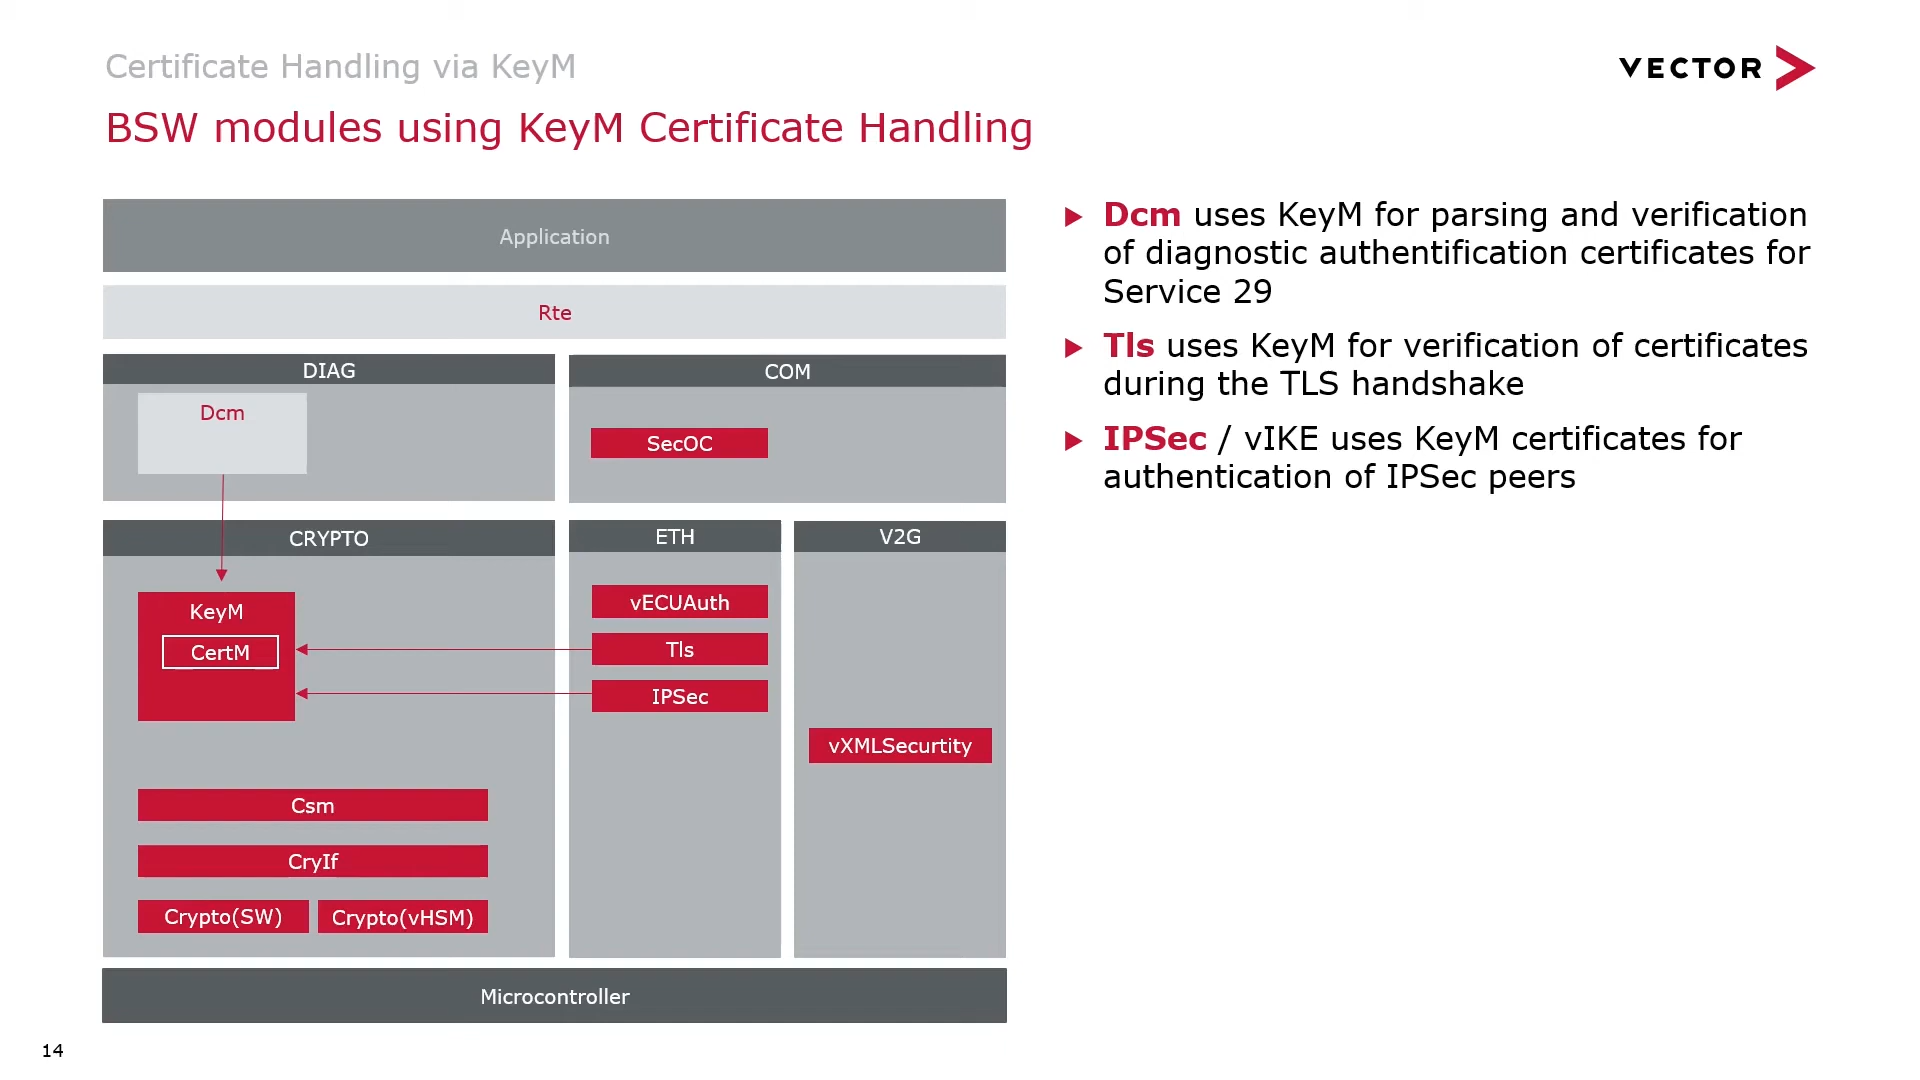 Certificate Handling via KeyM
VECTOR
BSW modules using KeyM Certificate Handling
Application
Rte
DIAG
Dcm
COM
SecOC
CRYPTO
KeyM
CertM
Csm
CryIf
Crypto(SW)
Crypto(vHSM)
ETH
vECUAuth
Tls
IPSec
V2G
vXMLSecurtity
Microcontroller
Dcm uses KeyM for parsing and verification
of diagnostic authentification certificates for
Service 29
Tls uses KeyM for verification of certificates
during the TLS handshake
IPSec / vIKE uses KeyM certificates for
authentication of IPSec peers
14